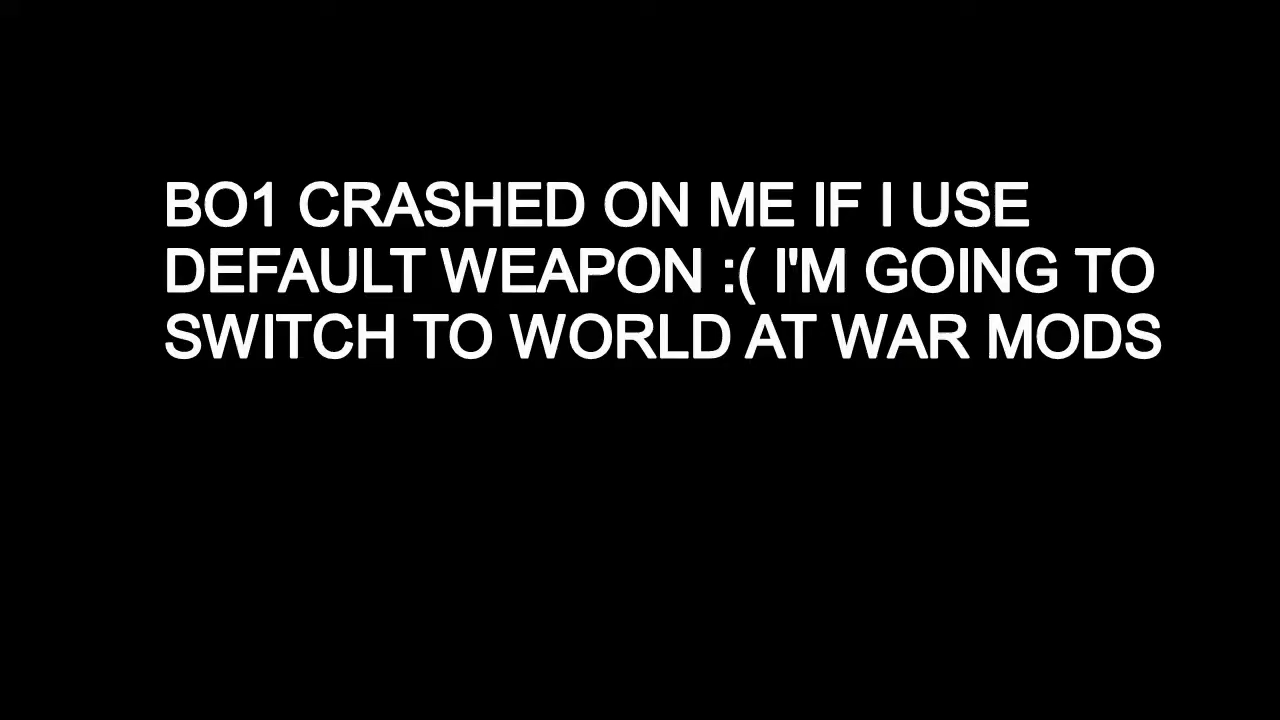 BO1 CRASHED ON ME IF I USE
DEFAULT WEAPON :( I'M GOING TO
SWITCH TO WORLD AT WAR MODS